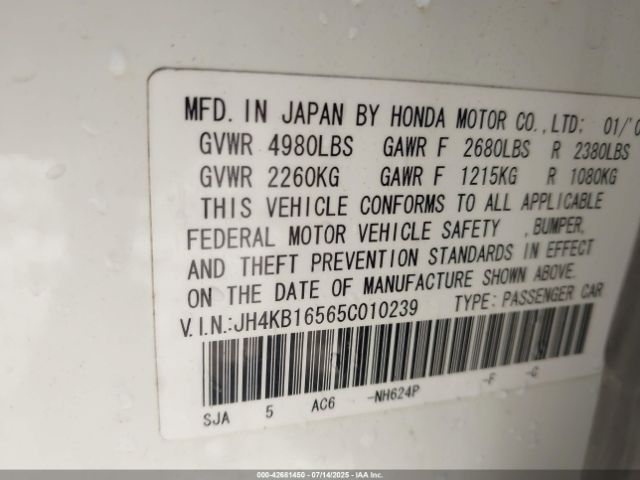 MFD. IN JAPAN BY HONDA MOTOR CO., LTD; 01/'0
GVWR 4980LBS GAWR F 2680LBS R 2380LBS
GVWR 2260KG GAWR F 1215KG R 1080KG
THIS VEHICLE CONFORMS TO ALL APPLICABLE
FEDERAL MOTOR VEHICLE SAFETY , BUMPER,
AND THEFT PREVENTION STANDARDS IN EFFECT
ON THE DATE OF MANUFACTURE SHOWN ABOVE.
V.I.N.:JH4KB16565C010239 TYPE: PASSENGER CAR
SJA 5 AC6 -NH624P -F -G
000-42681450 - 07/14/2025 - IAA Inc.